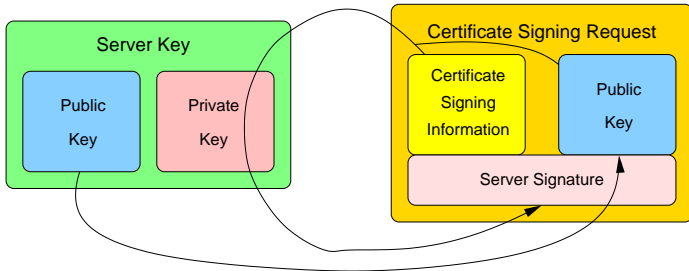 Server Key
Public
Key
Private
Key
Certificate Signing Request
Certificate
Signing
Information
Public
Key
Server Signature